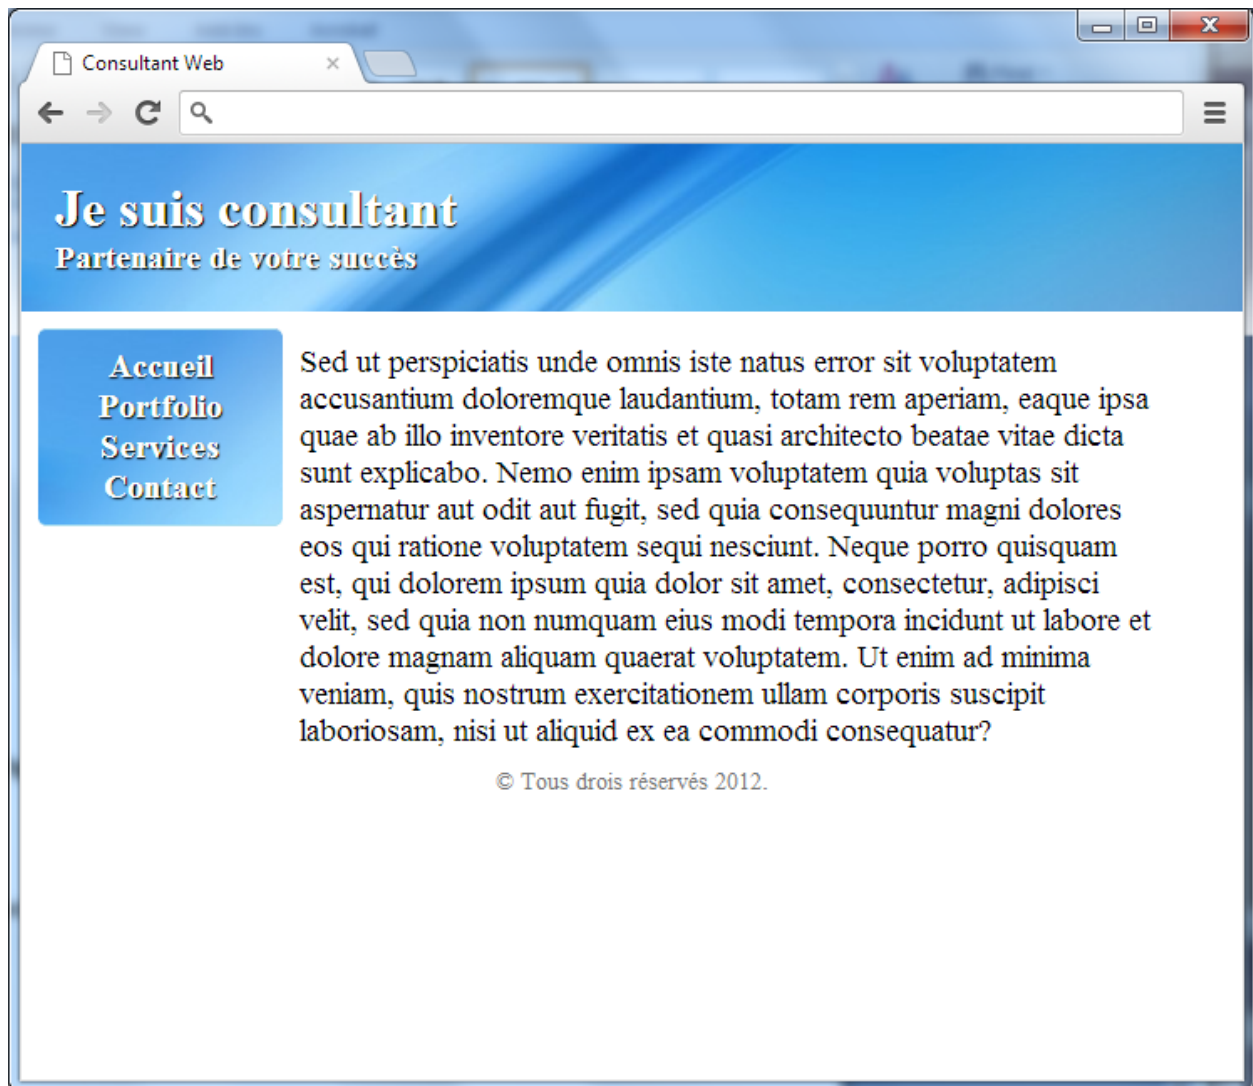 Consultant Web
Je suis consultant
Partenaire de votre succès
Accueil
Portfolio
Services
Contact
Sed ut perspiciatis unde omnis iste natus error sit voluptatem
accusantium doloremque laudantium, totam rem aperiam, eaque ipsa
quae ab illo inventore veritatis et quasi architecto beatae vitae dicta
sunt explicabo. Nemo enim ipsam voluptatem quia voluptas sit
aspernatur aut odit aut fugit, sed quia consequuntur magni dolores
eos qui ratione voluptatem sequi nesciunt. Neque porro quisquam
est, qui dolorem ipsum quia dolor sit amet, consectetur, adipisci
velit, sed quia non numquam eius modi tempora incidunt ut labore et
dolore magnam aliquam quaerat voluptatem. Ut enim ad minima
veniam, quis nostrum exercitationem ullam corporis suscipit
laboriosam, nisi ut aliquid ex ea commodi consequatur?
© Tous drois réservés 2012.